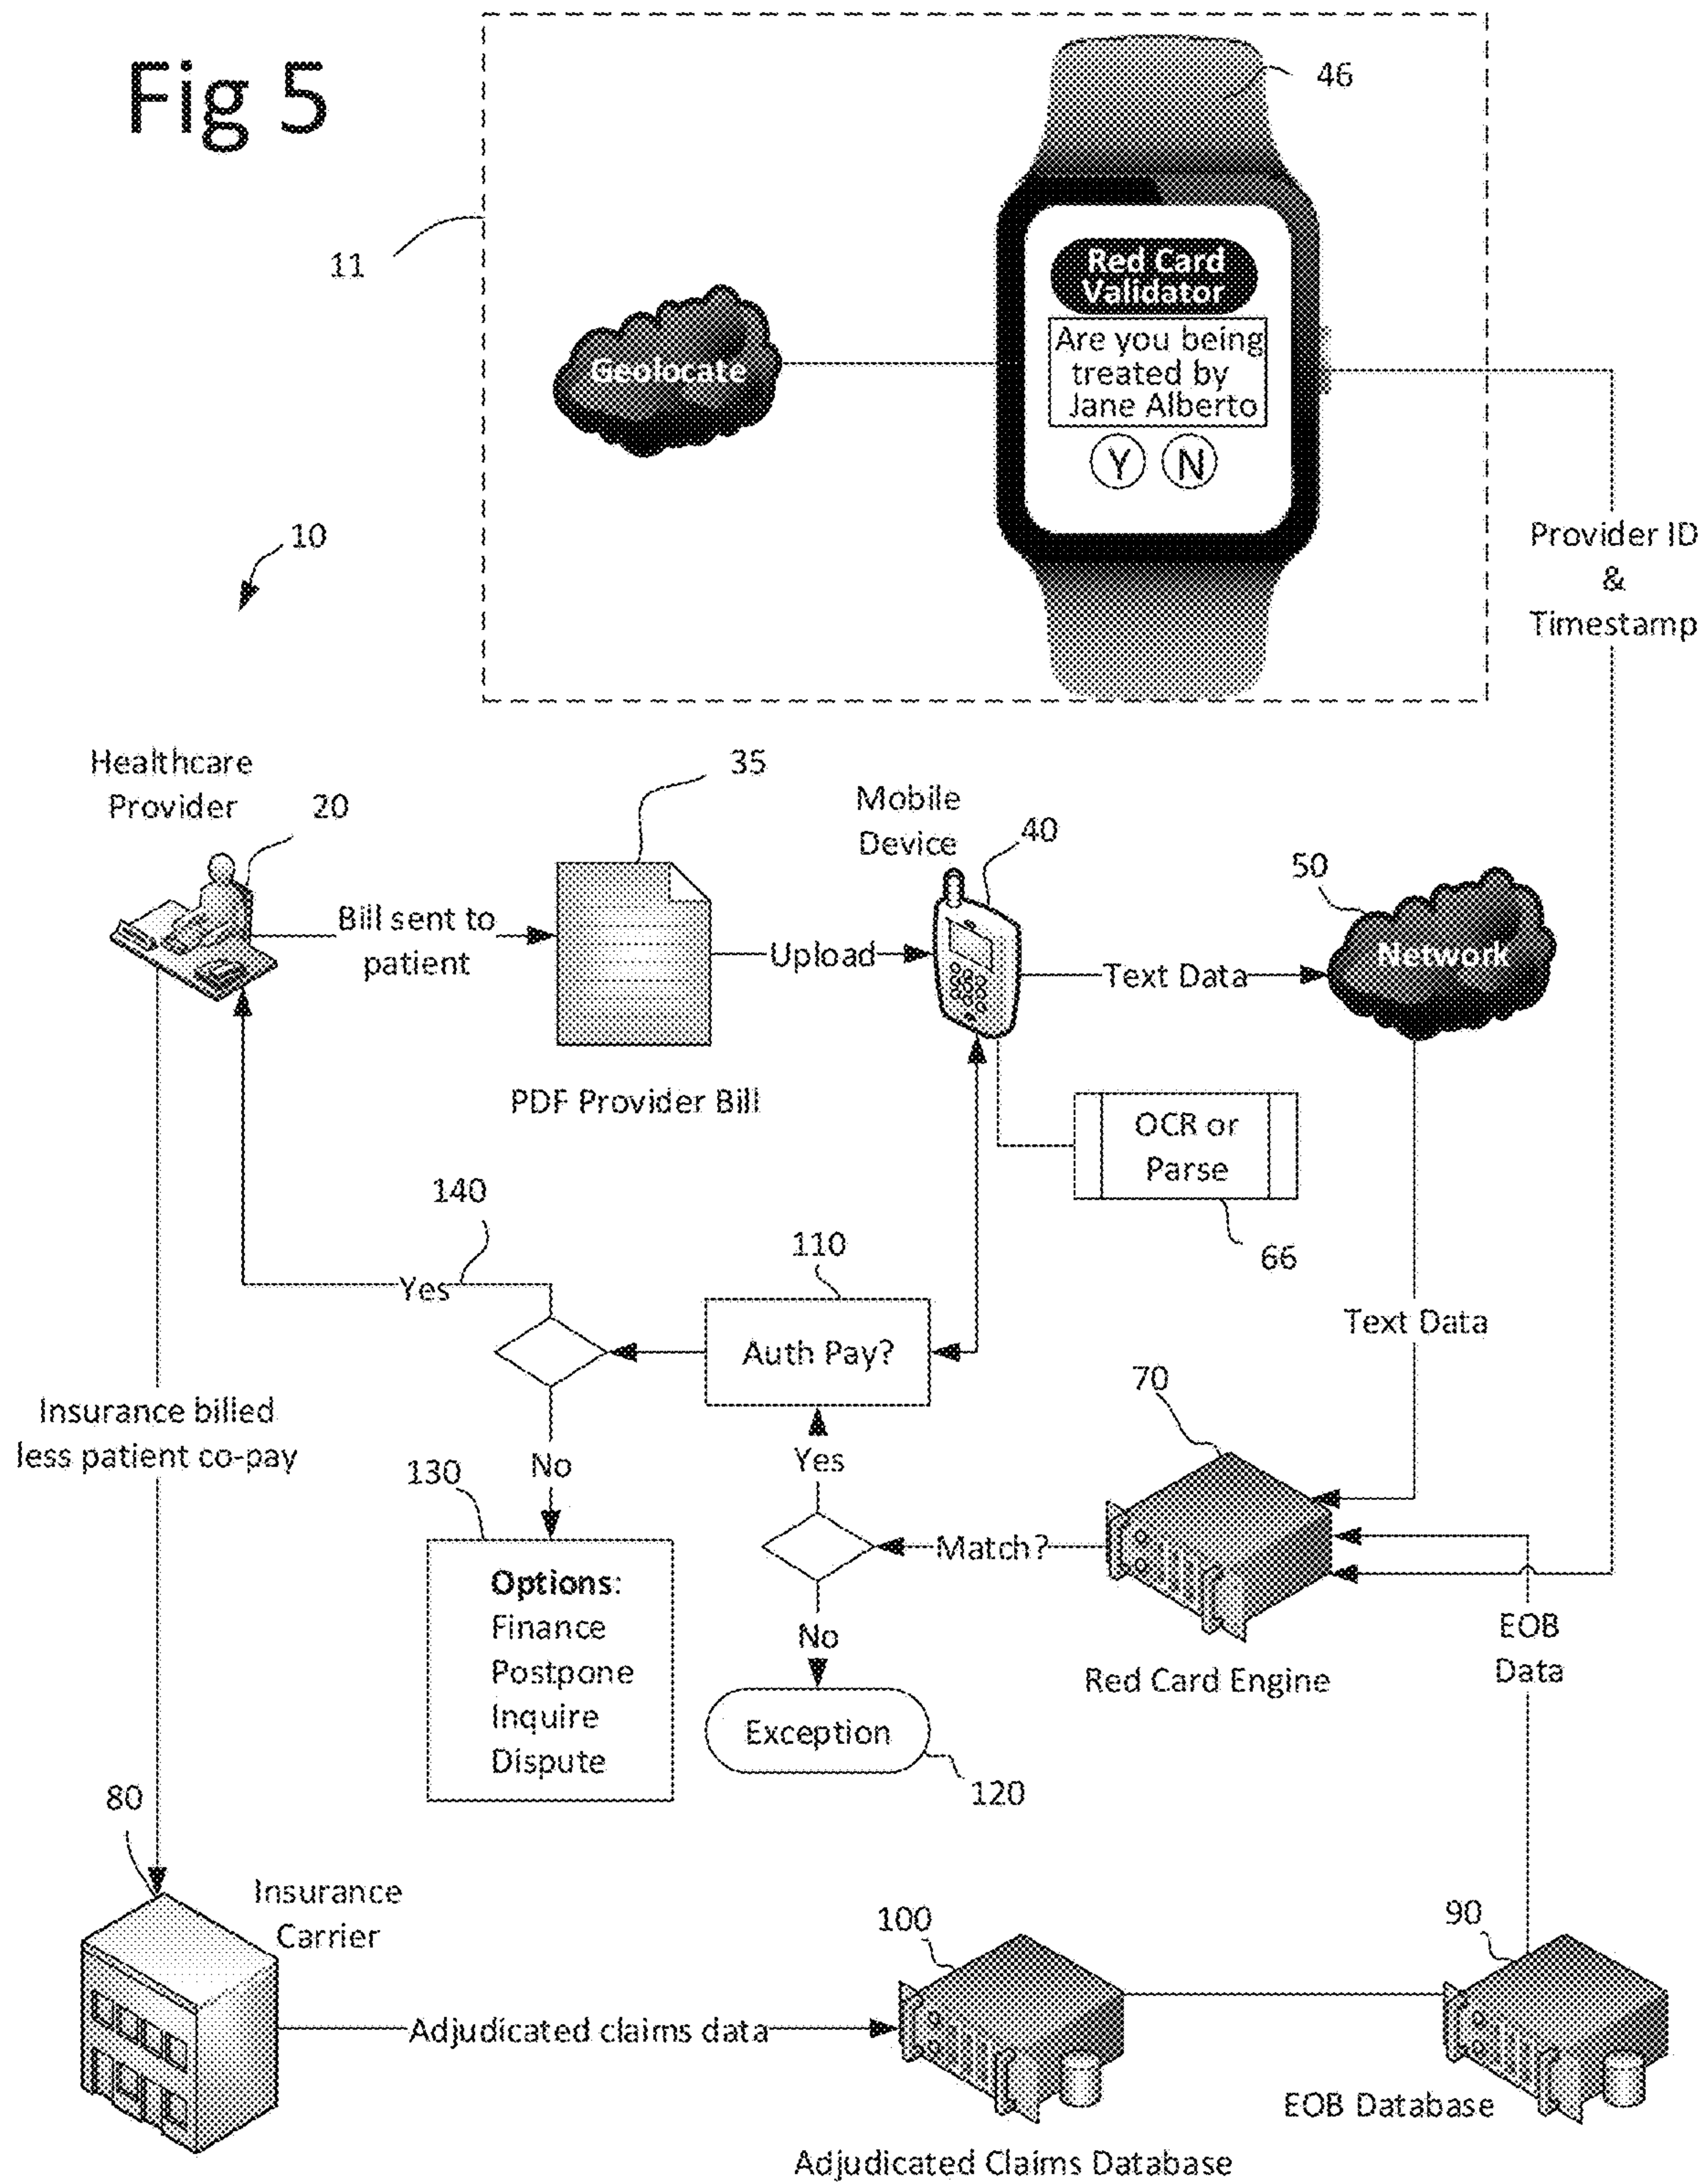 Fig 5
46
11
Red Card
Validator
Are you being
treated by
Jane Alberto
Y N
Geolocate
10
Provider ID
&
Timestamp
Healthcare
Provider
20
35
Mobile
Device
40
50
Bill sent to
patient
Upload
Text Data
Network
PDF Provider Bill
OCR or
Parse
66
140
110
Yes
Auth Pay?
Text Data
70
Insurance billed
less patient co-pay
No
Yes
130
Match?
Options:
Finance
Postpone
Inquire
Dispute
No
Exception
120
Red Card Engine
EOB
Data
80
Insurance
Carrier
100
90
Adjudicated claims data
EOB Database
Adjudicated Claims Database